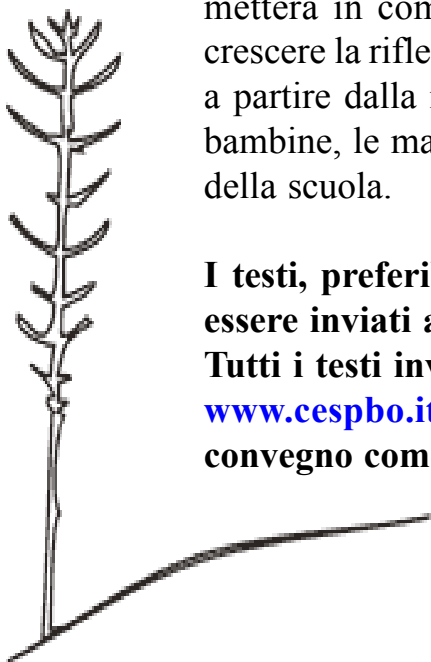 metterà in com
crescere la rifle
a partire dalla
bambine, le ma
della scuola.
I testi, preferi
essere inviati a
Tutti i testi inv
www.cespbo.it
convegno com